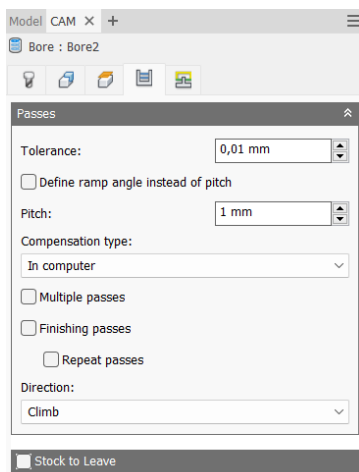 Model CAM × +
Bore : Bore2
Passes
Tolerance: 0,01 mm
Define ramp angle instead of pitch
Pitch: 1 mm
Compensation type:
In computer
Multiple passes
Finishing passes
Repeat passes
Direction:
Climb
Stock to Leave